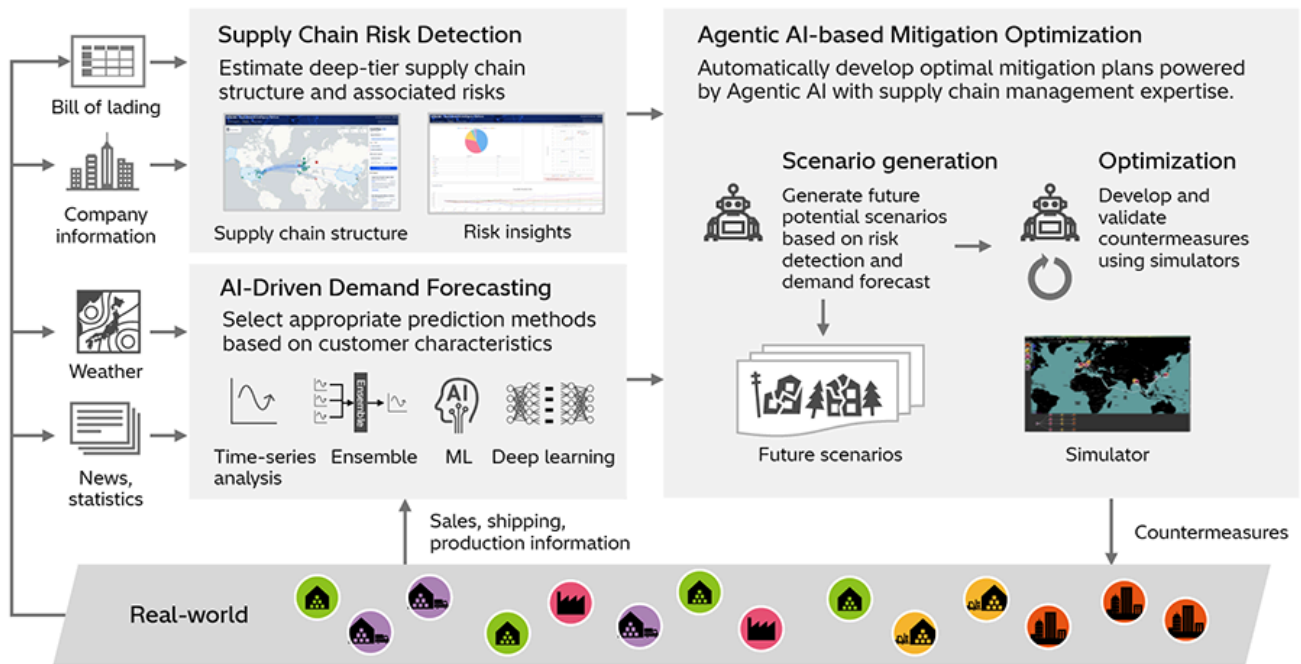 Bill of lading
Company
information
Weather
News,
statistics
Supply Chain Risk Detection
Estimate deep-tier supply chain
structure and associated risks
Supply chain structure
Risk insights
AI-Driven Demand Forecasting
Select appropriate prediction methods
based on customer characteristics
Ensemble
AI
Time-series
analysis
Ensemble
ML
Deep learning
Agentic AI-based Mitigation Optimization
Automatically develop optimal mitigation plans powered
by Agentic AI with supply chain management expertise.
Scenario generation
Generate future
potential scenarios
based on risk
detection and
demand forecast
Optimization
Develop and
validate
countermeasures
using simulators
Future scenarios
Simulator
Sales, shipping,
production information
Countermeasures
Real-world